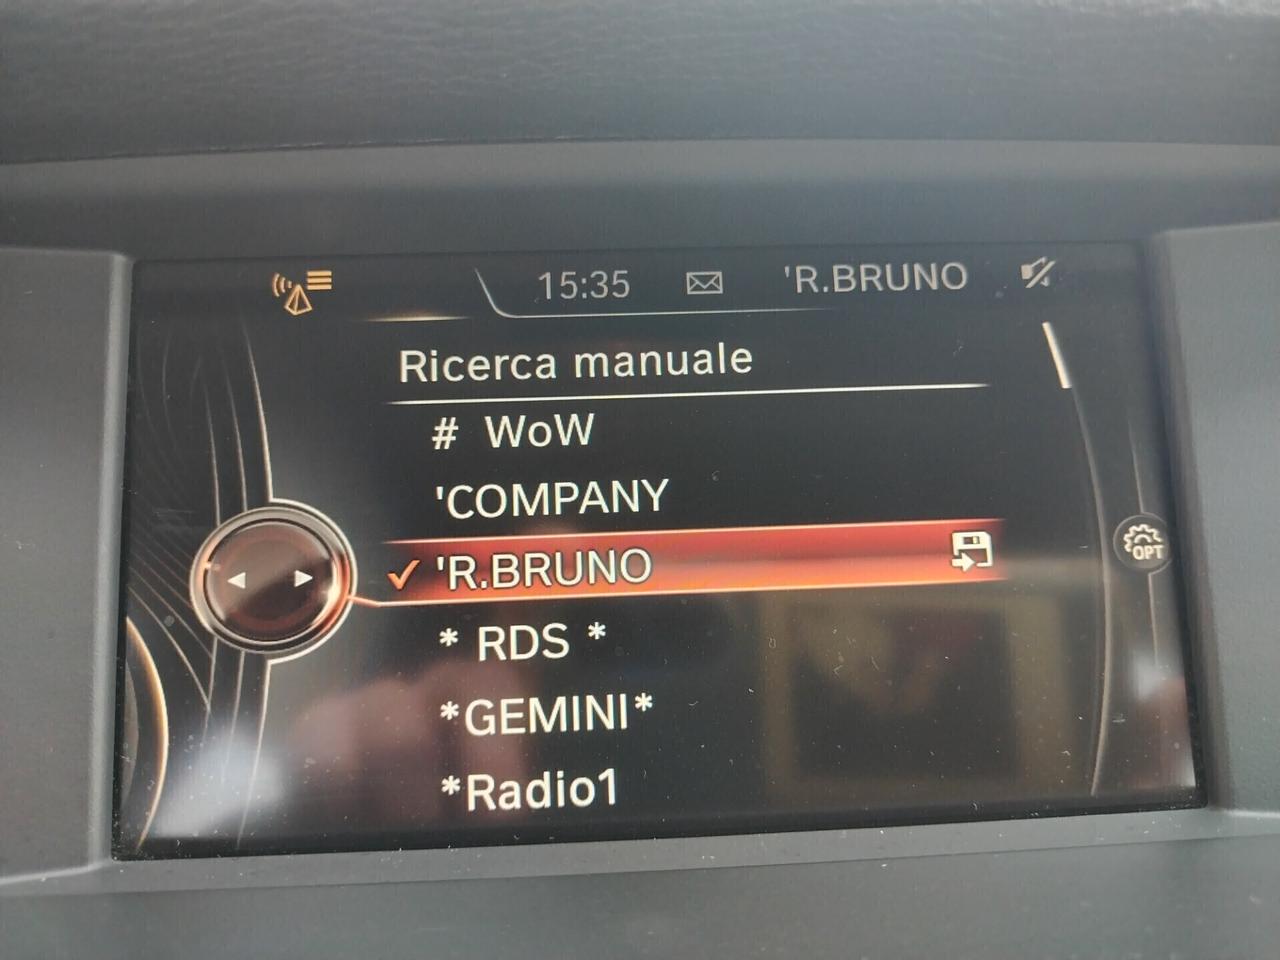 15:35 'R.BRUNO
Ricerca manuale
# WoW
'COMPANY
'R.BRUNO
OPT
* RDS *
*GEMINI*
*Radio1